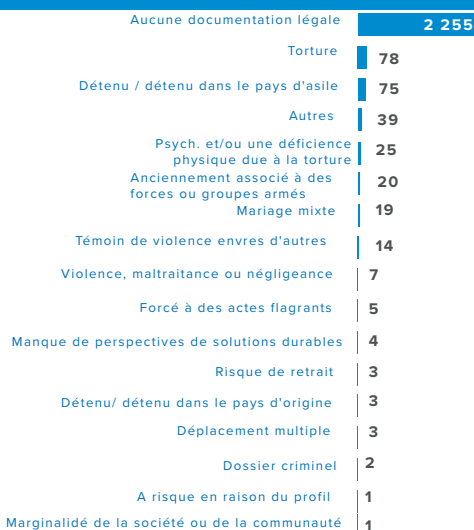 Aucune documentation légale 2 255
Torture 78
Détenu / détenu dans le pays d'asile 75
Autres 39
Psych. et/ou une déficience
physique due à la torture 25
Anciennement associé à des
forces ou groupes armés 20
Mariage mixte 19
Témoin de violence envres d'autres 14
Violence, maltraitance ou négligeance 7
Forcé à des actes flagrants 5
Manque de perspectives de solutions durables 4
Risque de retrait 3
Détenu/ détenu dans le pays d'origine 3
Déplacement multiple 3
Dossier criminel 2
A risque en raison du profil 1
Marginalidé de la société ou de la communauté 1